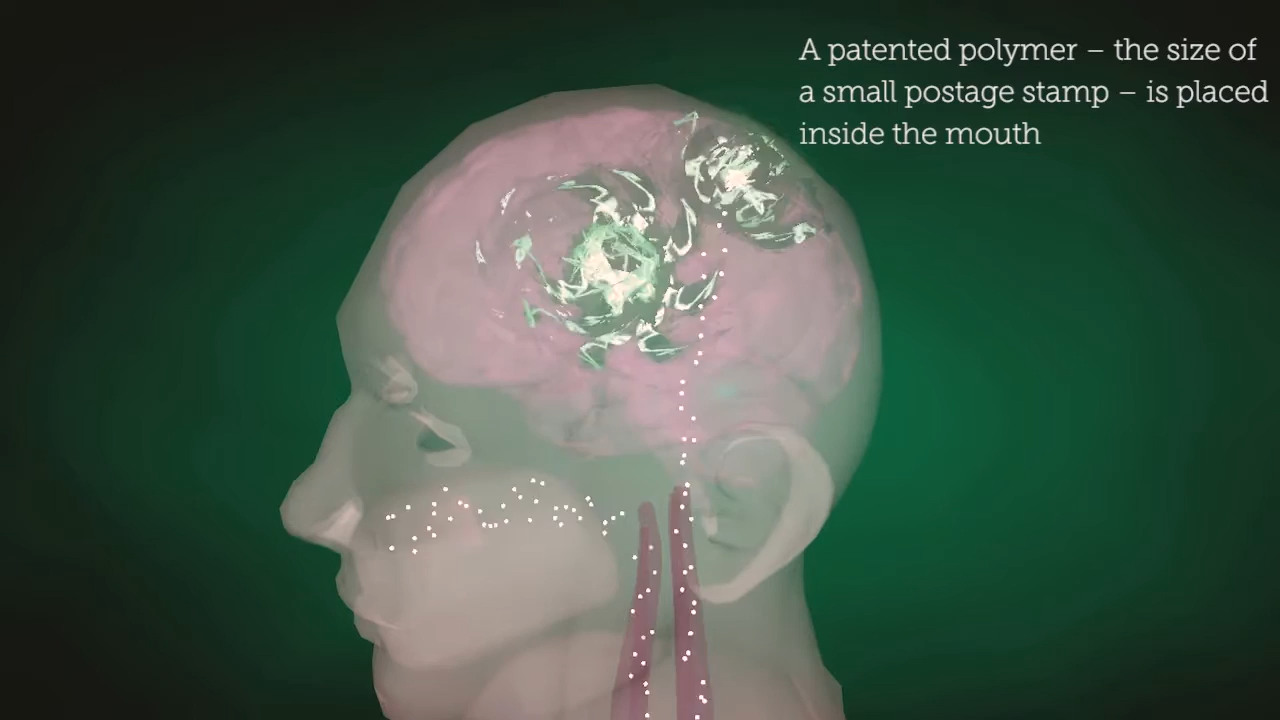 A patented polymer – the size of
a small postage stamp – is placed
inside the mouth